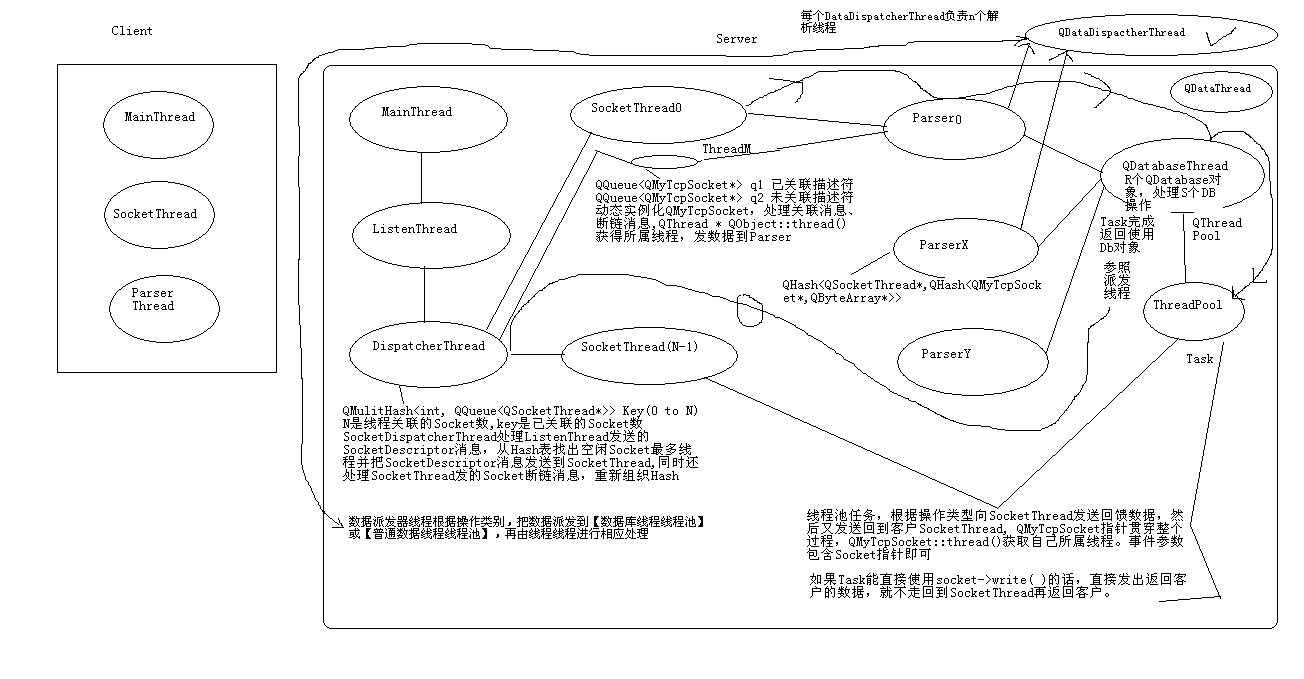 Client
每个DataDispatcherThread负责n个解
析线程
Server
QDataDispactherThread
MainThread
SocketThread
Parser
Thread
MainThread
ListenThread
DispatcherThread
SocketThread0
ThreadM
QQueue<QMyTcpSocket*> q1 已关联描述符
QQueue<QMyTcpSocket*> q2 未关联描述符
动态实例化QMyTcpSocket, 处理关联消息、
断链消息,QThread * QObject::thread()
获得所属线程, 发数据到Parser
SocketThread(N-1)
Parser0
ParserX
QHash<QSocketThread*,QHash<QMyTcpSock
et*,QByteArray*>>
ParserY
QDataThread
QDatabaseThread
R个QDatabase对
象, 处理S个DB
操作
Task完成
返回使用
Db对象
QThread
Pool
参照
派发
线程
ThreadPool
Task
QMulitHash<int, QQueue<QSocketThread*>> Key(0 to N)
N是线程关联的Socket数,key是已关联的Socket数
SocketDispatcherThread处理ListenThread发送的
SocketDescriptor消息, 从Hash表找出空闲Socket最多线
程并把SocketDescriptor消息发送到SocketThread,同时还
处理SocketThread发的Socket断链消息, 重新组织Hash
数据派发器线程根据操作类别, 把数据派发到【数据库线程线程池】
或【普通数据线程线程池】, 再由线程线程进行相应处理
线程池任务, 根据操作类型向SocketThread发送回馈数据, 然
后又发送回到客户SocketThread, QMyTcpSocket指针贯穿整个
过程, QMyTcpSocket::thread()获取自己所属线程。事件参数
包含Socket指针即可
如果Task能直接使用socket->write( )的话, 直接发出返回客
户的数据, 就不走回到SocketThread再返回客户。